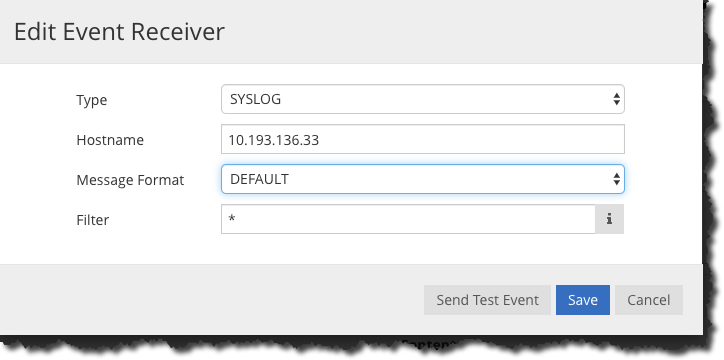 Edit Event Receiver
Type SYSLOG
Hostname 10.193.136.33
Message Format DEFAULT
Filter * i
Send Test Event Save Cancel